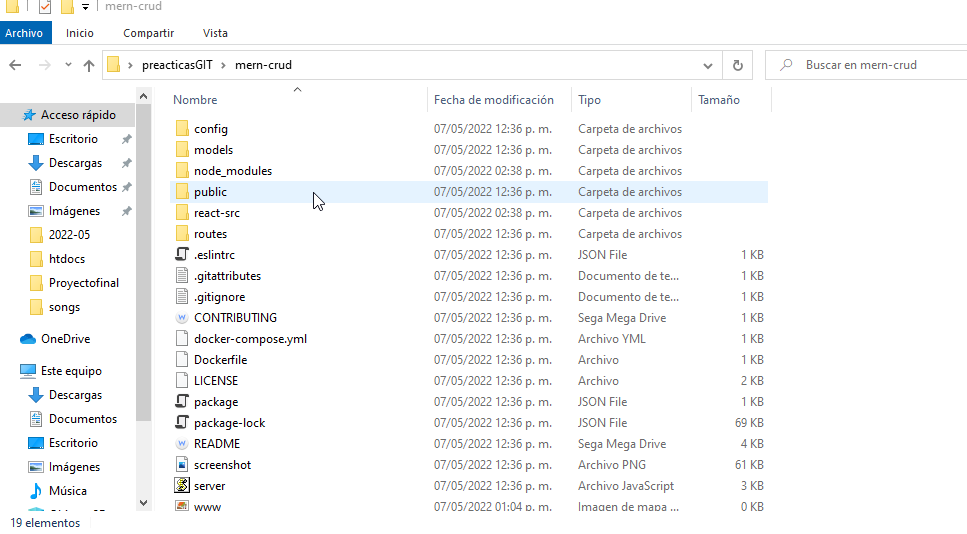 mern-crud
Archivo Inicio Compartir Vista
preacticasGIT > mern-crud Buscar en mern-crud
Acceso rápido
Escritorio
Descargas
Documentos
Imágenes
2022-05
htdocs
Proyectofinal
songs
OneDrive
Este equipo
Descargas
Documentos
Escritorio
Imágenes
Música
Nombre Fecha de modificación Tipo Tamaño
config 07/05/2022 12:36 p. m. Carpeta de archivos
models 07/05/2022 12:36 p. m. Carpeta de archivos
node_modules 07/05/2022 02:38 p. m. Carpeta de archivos
public 07/05/2022 12:36 p. m. Carpeta de archivos
react-src 07/05/2022 02:38 p. m. Carpeta de archivos
routes 07/05/2022 12:36 p. m. Carpeta de archivos
.eslintrc 07/05/2022 12:36 p. m. JSON File 1 KB
.gitattributes 07/05/2022 12:36 p. m. Documento de te... 1 KB
.gitignore 07/05/2022 12:36 p. m. Documento de te... 1 KB
CONTRIBUTING 07/05/2022 12:36 p. m. Sega Mega Drive 1 KB
docker-compose.yml 07/05/2022 12:36 p. m. Archivo YML 1 KB
Dockerfile 07/05/2022 12:36 p. m. Archivo 1 KB
LICENSE 07/05/2022 12:36 p. m. Archivo 2 KB
package 07/05/2022 12:36 p. m. JSON File 1 KB
package-lock 07/05/2022 12:36 p. m. JSON File 69 KB
README 07/05/2022 12:36 p. m. Sega Mega Drive 4 KB
screenshot 07/05/2022 12:36 p. m. Archivo PNG 61 KB
server 07/05/2022 12:36 p. m. Archivo JavaScript 3 KB
www 07/05/2022 01:04 p. m. Imagen de mapa ... 0 KB
19 elementos